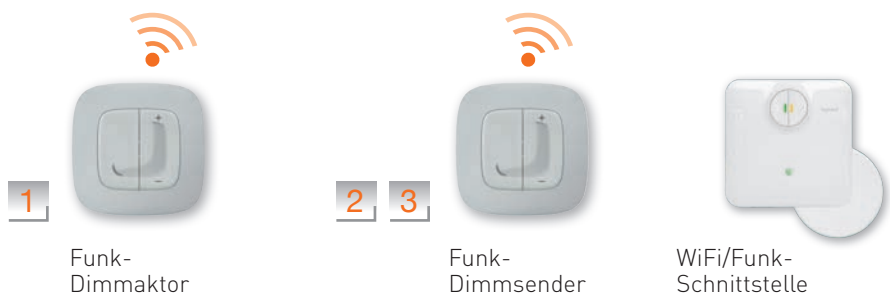 1
2 3
Funk-
Dimmaktor
Funk-
Dimmsender
WiFi/Funk-
Schnittstelle